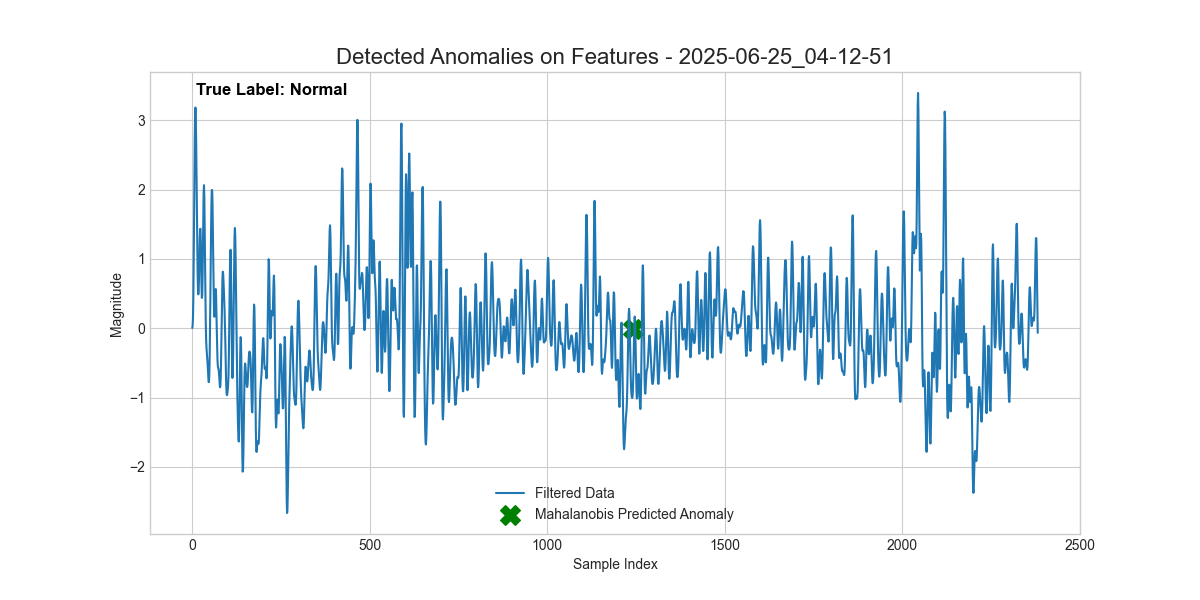 Detected Anomalies on Features - 2025-06-25_04-12-51
True Label: Normal
3
2
1
0
−1
−2
Magnitude
Filtered Data
Mahalanobis Predicted Anomaly
0
500
1000
1500
2000
2500
Sample Index